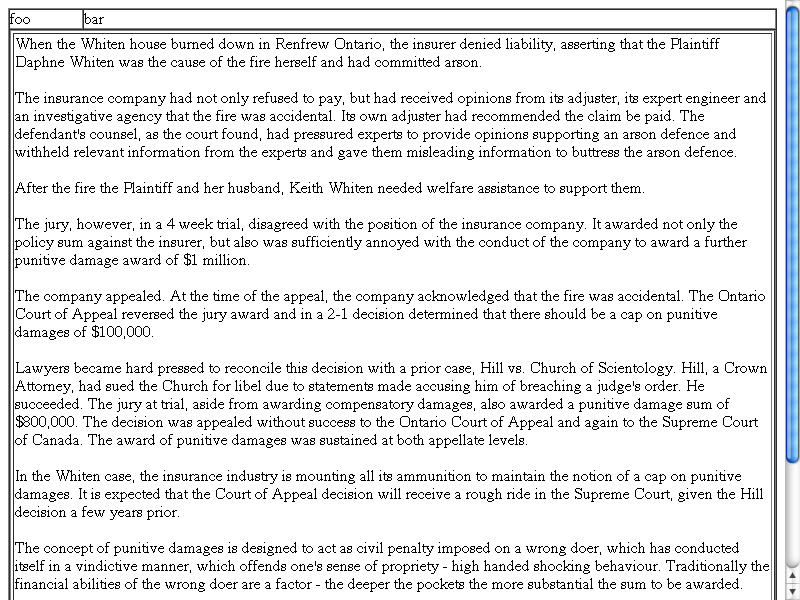 foo bar
When the Whiten house burned down in Renfrew Ontario, the insurer denied liability, asserting that the Plaintiff
Daphne Whiten was the cause of the fire herself and had committed arson.
The insurance company had not only refused to pay, but had received opinions from its adjuster, its expert engineer and
an investigative agency that the fire was accidental. Its own adjuster had recommended the claim be paid. The
defendant's counsel, as the court found, had pressured experts to provide opinions supporting an arson defence and
withheld relevant information from the experts and gave them misleading information to buttress the arson defence.
After the fire the Plaintiff and her husband, Keith Whiten needed welfare assistance to support them.
The jury, however, in a 4 week trial, disagreed with the position of the insurance company. It awarded not only the
policy sum against the insurer, but also was sufficiently annoyed with the conduct of the company to award a further
punitive damage award of $1 million.
The company appealed. At the time of the appeal, the company acknowledged that the fire was accidental. The Ontario
Court of Appeal reversed the jury award and in a 2-1 decision determined that there should be a cap on punitive
damages of $100,000.
Lawyers became hard pressed to reconcile this decision with a prior case, Hill vs. Church of Scientology. Hill, a Crown
Attorney, had sued the Church for libel due to statements made accusing him of breaching a judge's order. He
succeeded. The jury at trial, aside from awarding compensatory damages, also awarded a punitive damage sum of
$800,000. The decision was appealed without success to the Ontario Court of Appeal and again to the Supreme Court
of Canada. The award of punitive damages was sustained at both appellate levels.
In the Whiten case, the insurance industry is mounting all its ammunition to maintain the notion of a cap on punitive
damages. It is expected that the Court of Appeal decision will receive a rough ride in the Supreme Court, given the Hill
decision a few years prior.
The concept of punitive damages is designed to act as civil penalty imposed on a wrong doer, which has conducted
itself in a vindictive manner, which offends one's sense of propriety - high handed shocking behaviour. Traditionally the
financial abilities of the wrong doer are a factor - the deeper the pockets the more substantial the sum to be awarded.